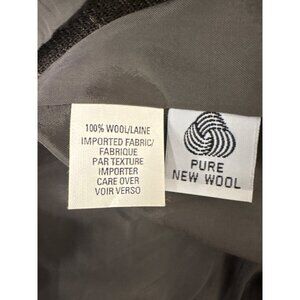 100% WOOL/LAINE
IMPORTED FABRIC/
FABRIQUE
PAR TEXTURE
IMPORTER
CARE OVER
VOIR VERSO
PURE
NEW WOOL